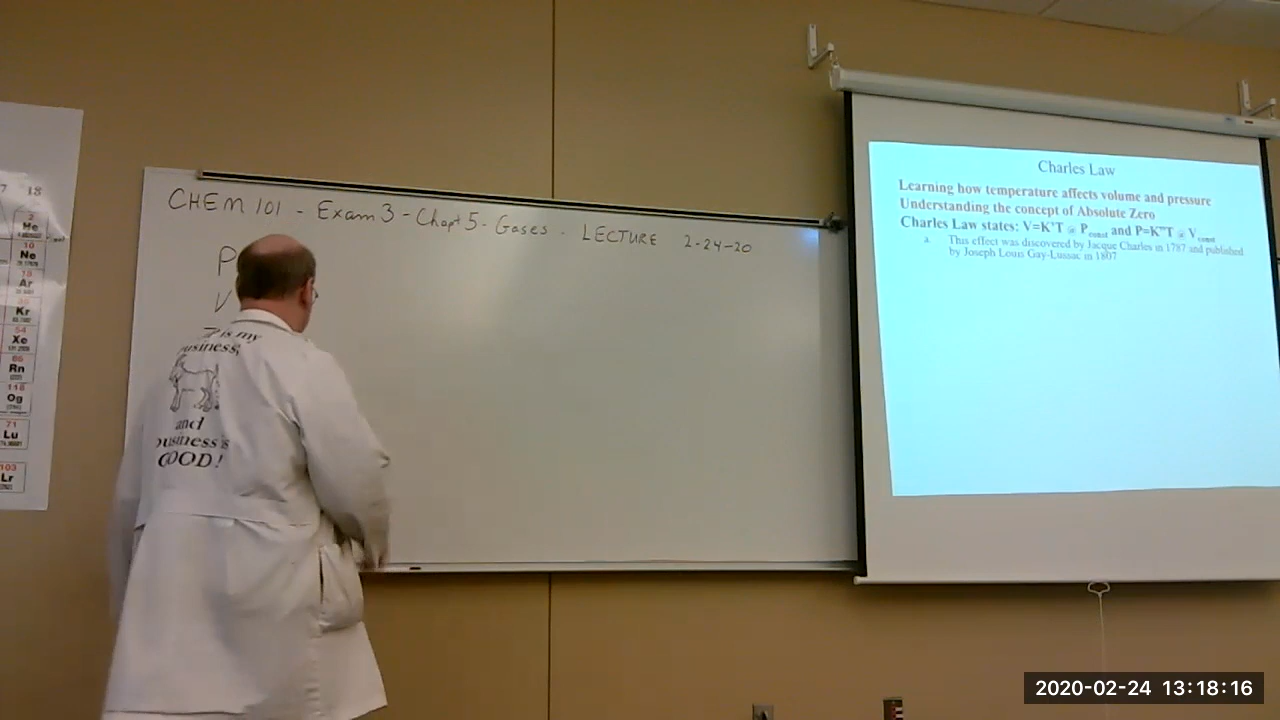 CHEM 101 - Exam 3 - Chapt 5 - Gases - LECTURE 2-24-20
P
V
is my
usiness,
and
business is
GOOD!
7 18
2
He
10
Ne
18
Ar
Kr
54
Xe
86
Rn
118
Og
71
Lu
103
Lr
Charles Law
Learning how temperature affects volume and pressure
Understanding the concept of Absolute Zero
Charles Law states: V=K'T @ Pconst and P=K"T @ Vconst
a. This effect was discovered by Jacque Charles in 1787 and published
by Joseph Louis Gay-Lussac in 1807
2020-02-24 13:18:16